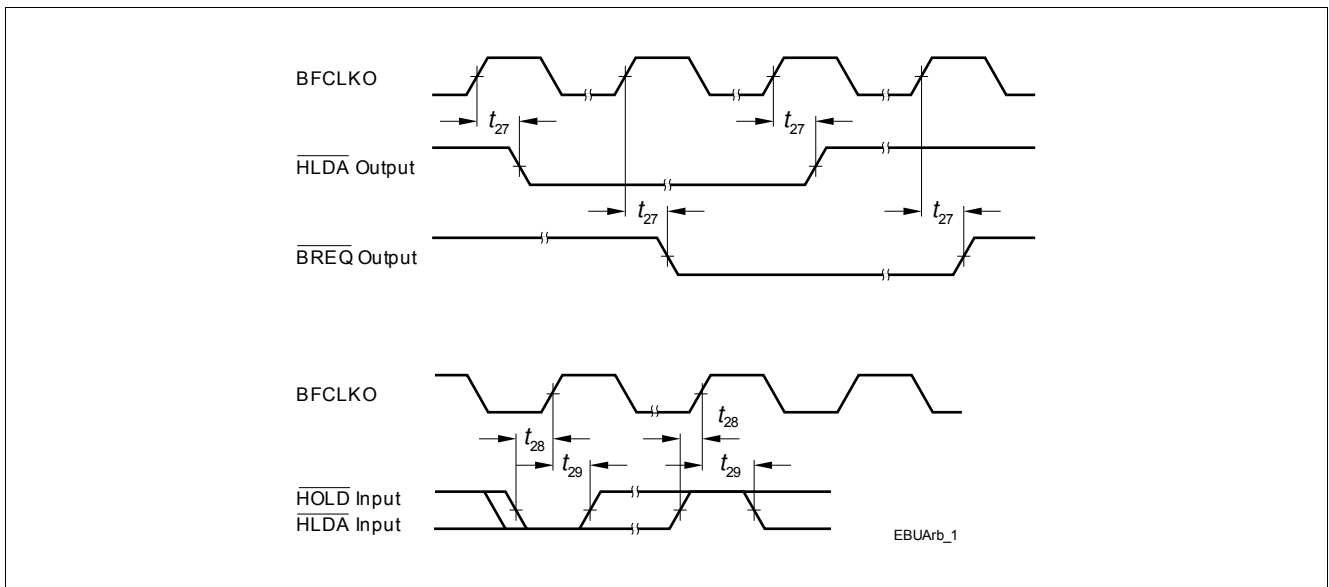 BFCLKO
t27 t27
HLDA Output
t27 t27
BREQ Output
BFCLKO
t28 t28
t29 t29
HOLD Input
HLDA Input
EBUArb_1